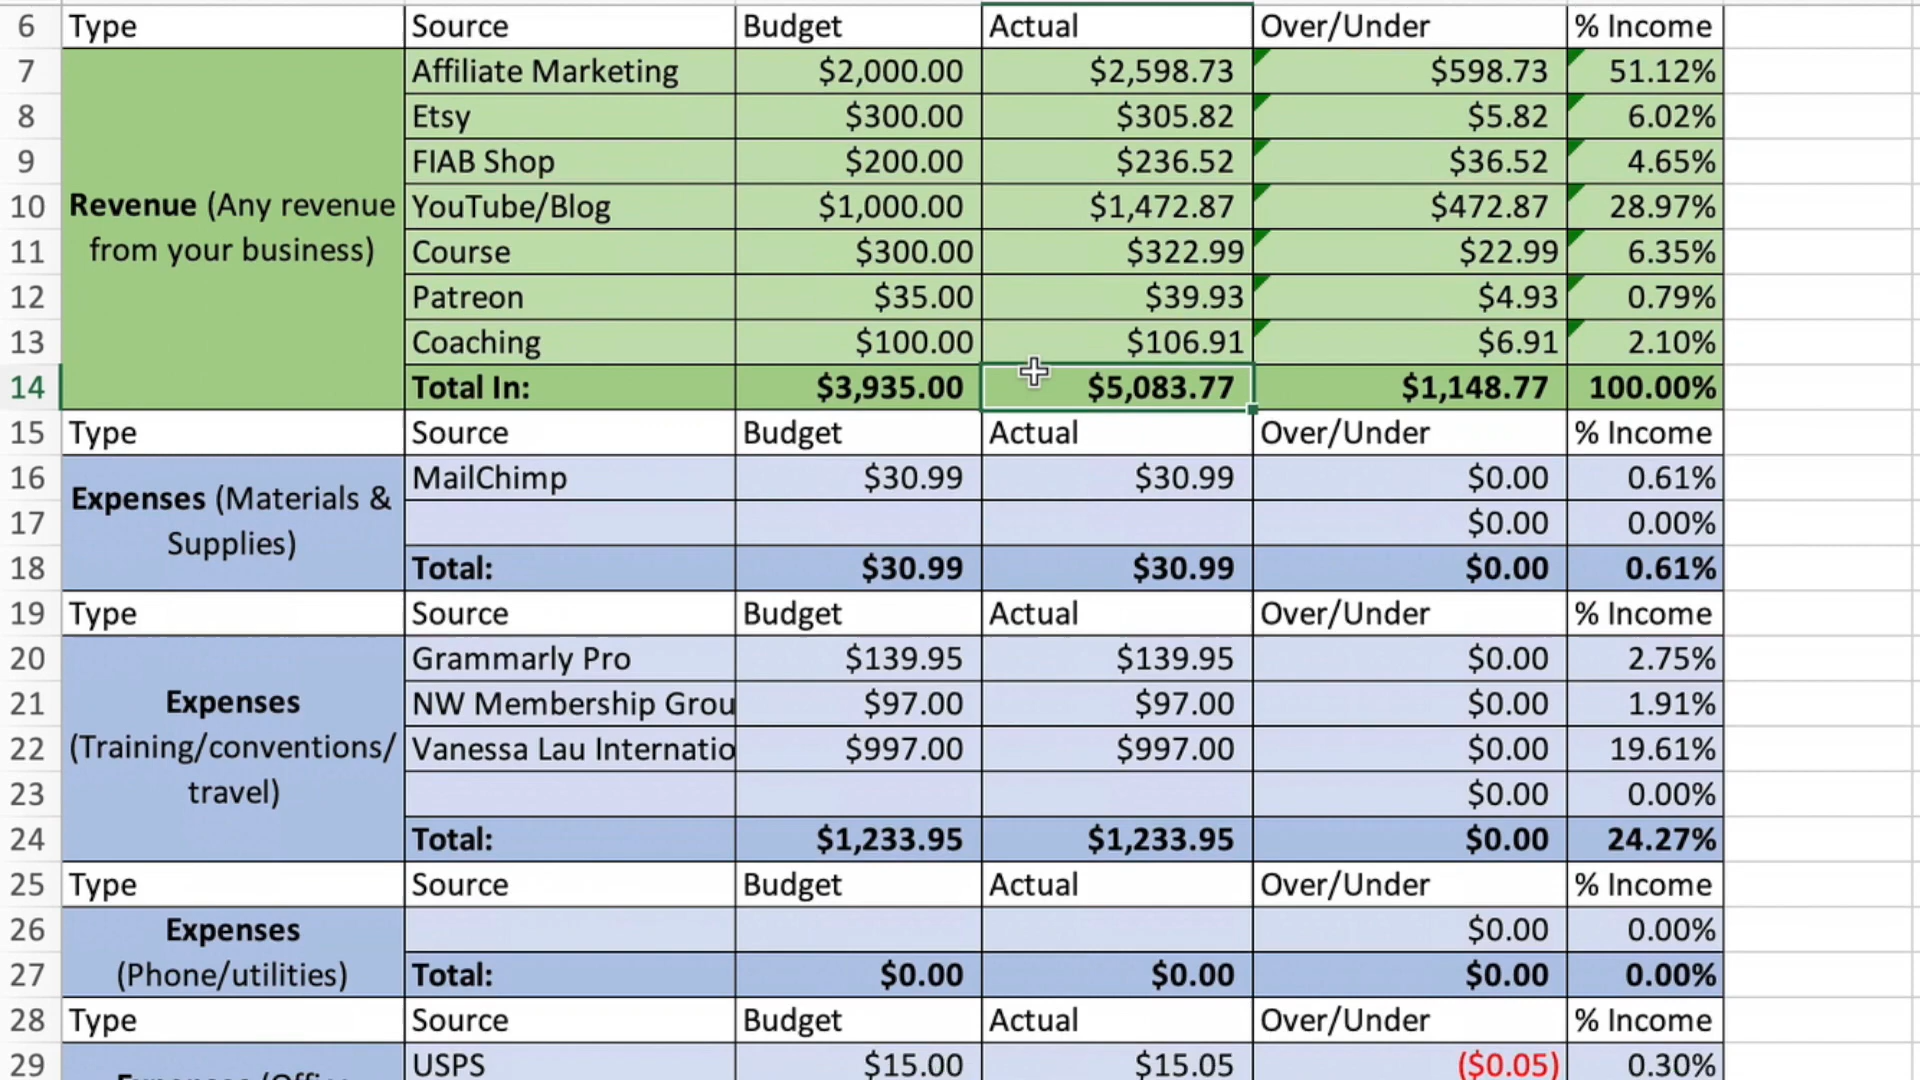 6 Type Source Budget Actual Over/Under % Income
7 Affiliate Marketing $2,000.00 $2,598.73 $598.73 51.12%
8 Etsy $300.00 $305.82 $5.82 6.02%
9 FIAB Shop $200.00 $236.52 $36.52 4.65%
10 Revenue (Any revenue YouTube/Blog $1,000.00 $1,472.87 $472.87 28.97%
11 from your business) Course $300.00 $322.99 $22.99 6.35%
12 Patreon $35.00 $39.93 $4.93 0.79%
13 Coaching $100.00 $106.91 $6.91 2.10%
14 Total In: $3,935.00 $5,083.77 $1,148.77 100.00%
15 Type Source Budget Actual Over/Under % Income
16 Expenses (Materials & MailChimp $30.99 $30.99 $0.00 0.61%
17 Supplies) $0.00 0.00%
18 Total: $30.99 $30.99 $0.00 0.61%
19 Type Source Budget Actual Over/Under % Income
20 Grammarly Pro $139.95 $139.95 $0.00 2.75%
21 Expenses NW Membership Grou $97.00 $97.00 $0.00 1.91%
22 (Training/conventions/ Vanessa Lau Internatio $997.00 $997.00 $0.00 19.61%
23 travel) $0.00 0.00%
24 Total: $1,233.95 $1,233.95 $0.00 24.27%
25 Type Source Budget Actual Over/Under % Income
26 Expenses $0.00 0.00%
27 (Phone/utilities) Total: $0.00 $0.00 $0.00 0.00%
28 Type Source Budget Actual Over/Under % Income
29 USPS $15.00 $15.05 ($0.05) 0.30%